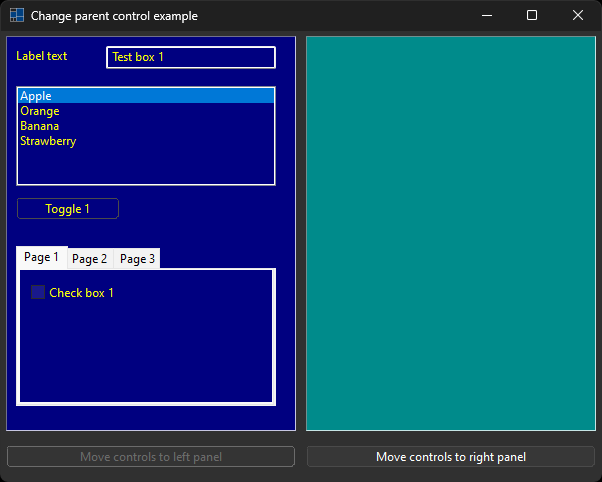 Change parent control example
Label text
Test box 1
Apple
Orange
Banana
Strawberry
Toggle 1
Page 1 Page 2 Page 3
Check box 1
Move controls to left panel
Move controls to right panel